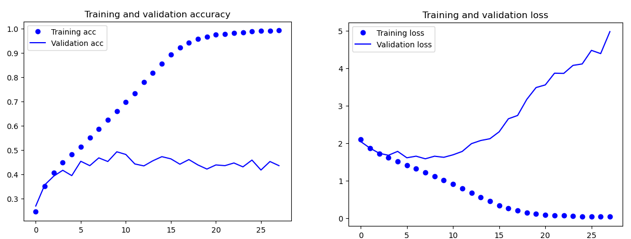 Training and validation accuracy
1.0
0.9
0.8
0.7
0.6
0.5
0.4
0.3
Training acc
Validation acc
0 5 10 15 20 25
Training and validation loss
5
4
3
2
1
0
Training loss
Validation loss
0 5 10 15 20 25